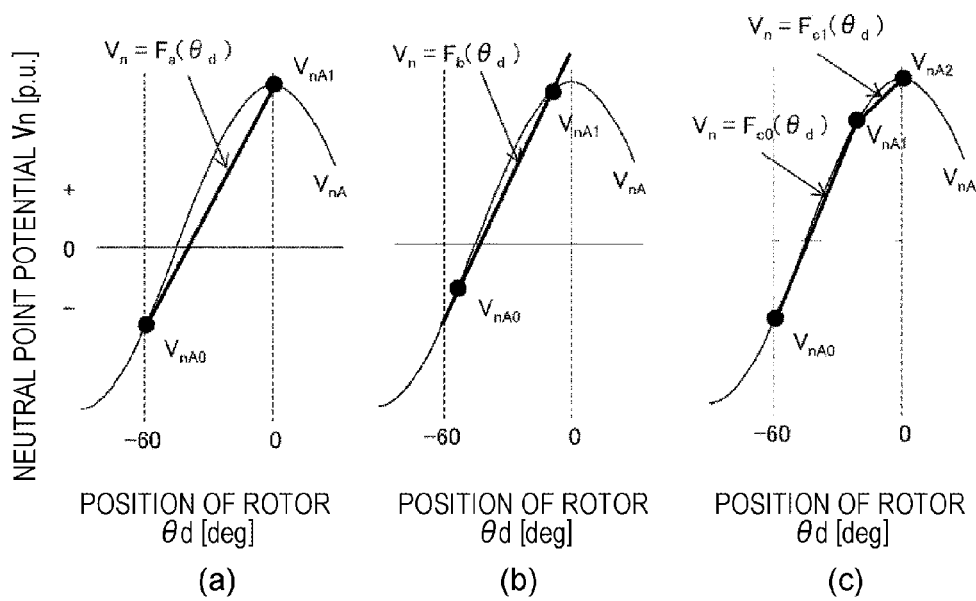 NEUTRAL POINT POTENTIAL Vn [p.u.]
+
0
−
Vn = Fa(θd)
VnA1
VnA
VnA0
−60
0
POSITION OF ROTOR
θd [deg]
(a)
Vn = Fb(θd)
VnA1
VnA
VnA0
−60
0
POSITION OF ROTOR
θd [deg]
(b)
Vn = Fc1(θd)
VnA2
Vn = Fc0(θd)
VnA1
VnA
VnA0
−60
0
POSITION OF ROTOR
θd [deg]
(c)